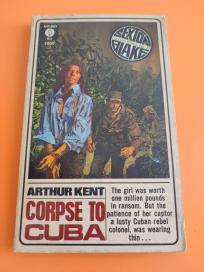 SEXTON
BLAKE
ARTHUR KENT
CORPSE TO
CUBA
The girl was worth
one million pounds
in ransom. But the
patience of her captor
a lusty Cuban rebel
colonel, was wearing
thin . . .